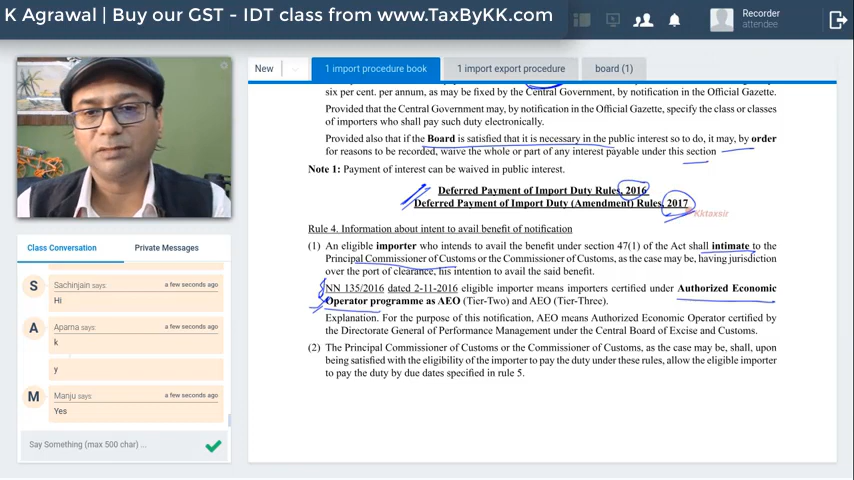 K Agrawal | Buy our GST - IDT class from www.TaxByKK.com
Recorder
attendee
New
1 import procedure book
1 import export procedure
board (1)
six per cent. per annum, as may be fixed by the Central Government, by notification in the Official Gazette.
Provided that the Central Government may, by notification in the Official Gazette, specify the class or classes
of importers who shall pay such duty electronically.
Provided also that if the Board is satisfied that it is necessary in the public interest so to do, it may, by order
for reasons to be recorded, waive the whole or part of any interest payable under this section
Note 1: Payment of interest can be waived in public interest.
Deferred Payment of Import Duty Rules, 2016
Deferred Payment of Import Duty (Amendment) Rules, 2017
Kktaxsir
Rule 4. Information about intent to avail benefit of notification
(1) An eligible importer who intends to avail the benefit under section 47(1) of the Act shall intimate to the
Principal Commissioner of Customs or the Commissioner of Customs, as the case may be, having jurisdiction
over the port of clearance, his intention to avail the said benefit.
NN 135/2016 dated 2-11-2016 eligible importer means importers certified under Authorized Economic
Operator programme as AEO (Tier-Two) and AEO (Tier-Three).
Explanation. For the purpose of this notification, AEO means Authorized Economic Operator certified by
the Directorate General of Performance Management under the Central Board of Excise and Customs.
(2) The Principal Commissioner of Customs or the Commissioner of Customs, as the case may be, shall, upon
being satisfied with the eligibility of the importer to pay the duty under these rules, allow the eligible importer
to pay the duty by due dates specified in rule 5.
Class Conversation
Private Messages
S
Sachinjain says:
a few seconds ago
Hi
A
Aparna says:
a few seconds ago
k
y
M
Manju says:
a few seconds ago
Yes
Say Something (max 500 char) ...